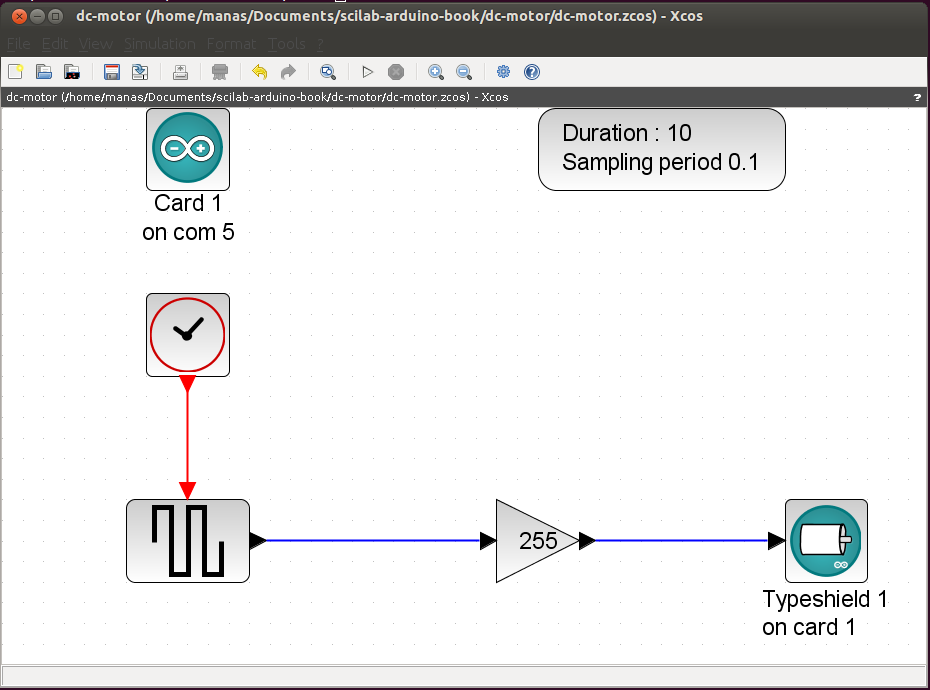 dc-motor (/home/manas/Documents/scilab-arduino-book/dc-motor/dc-motor.zcos) - Xcos
File Edit View Simulation Format Tools ?
dc-motor (/home/manas/Documents/scilab-arduino-book/dc-motor/dc-motor.zcos) - Xcos ?
Duration : 10
Sampling period 0.1
Card 1
on com 5
255
Typeshield 1
on card 1